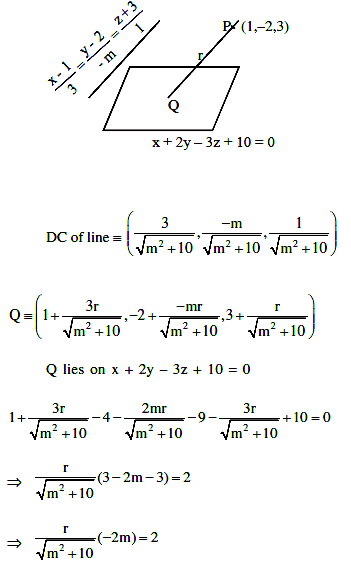 x - 1 / 3 = y - 2 / - m = z + 3 / 1
P (1,–2,3)
r
Q
x + 2y – 3z + 10 = 0
DC of line ≡ ( 3/√(m² + 10) , –m/√(m² + 10) , 1/√(m² + 10) )
Q ≡ ( 1 + 3r/√(m² + 10) , –2 + –mr/√(m² + 10) , 3 + r/√(m² + 10) )
Q lies on x + 2y – 3z + 10 = 0
1 + 3r/√(m² + 10) – 4 – 2mr/√(m² + 10) – 9 – 3r/√(m² + 10) + 10 = 0
⇒ r/√(m² + 10) (3 – 2m – 3) = 2
⇒ r/√(m² + 10) (–2m) = 2